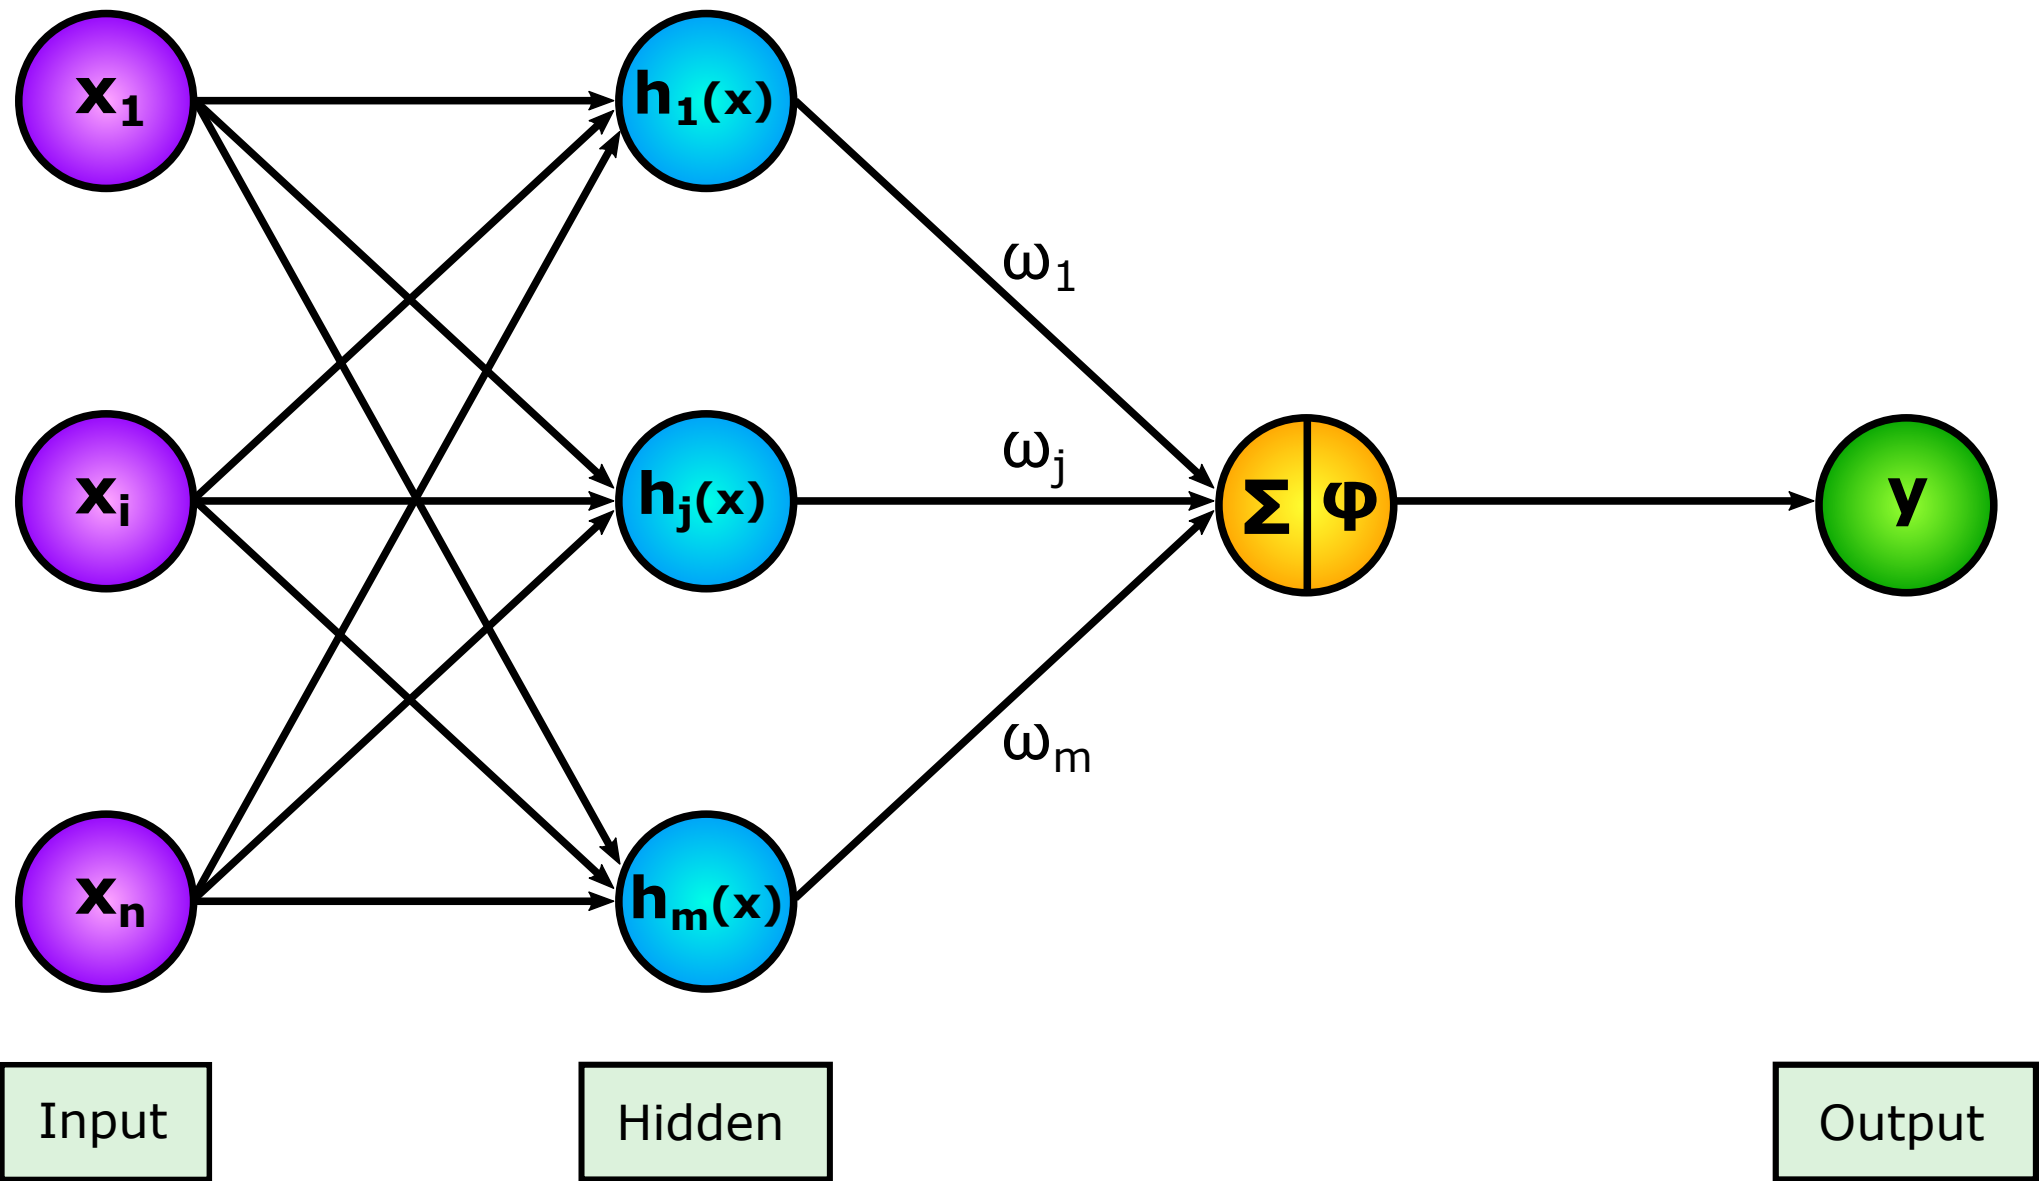 x₁
h₁(x)
ω₁
xᵢ
hⱼ(x)
ωⱼ
Σ φ
y
xₙ
hₘ(x)
ωₘ
Input
Hidden
Output